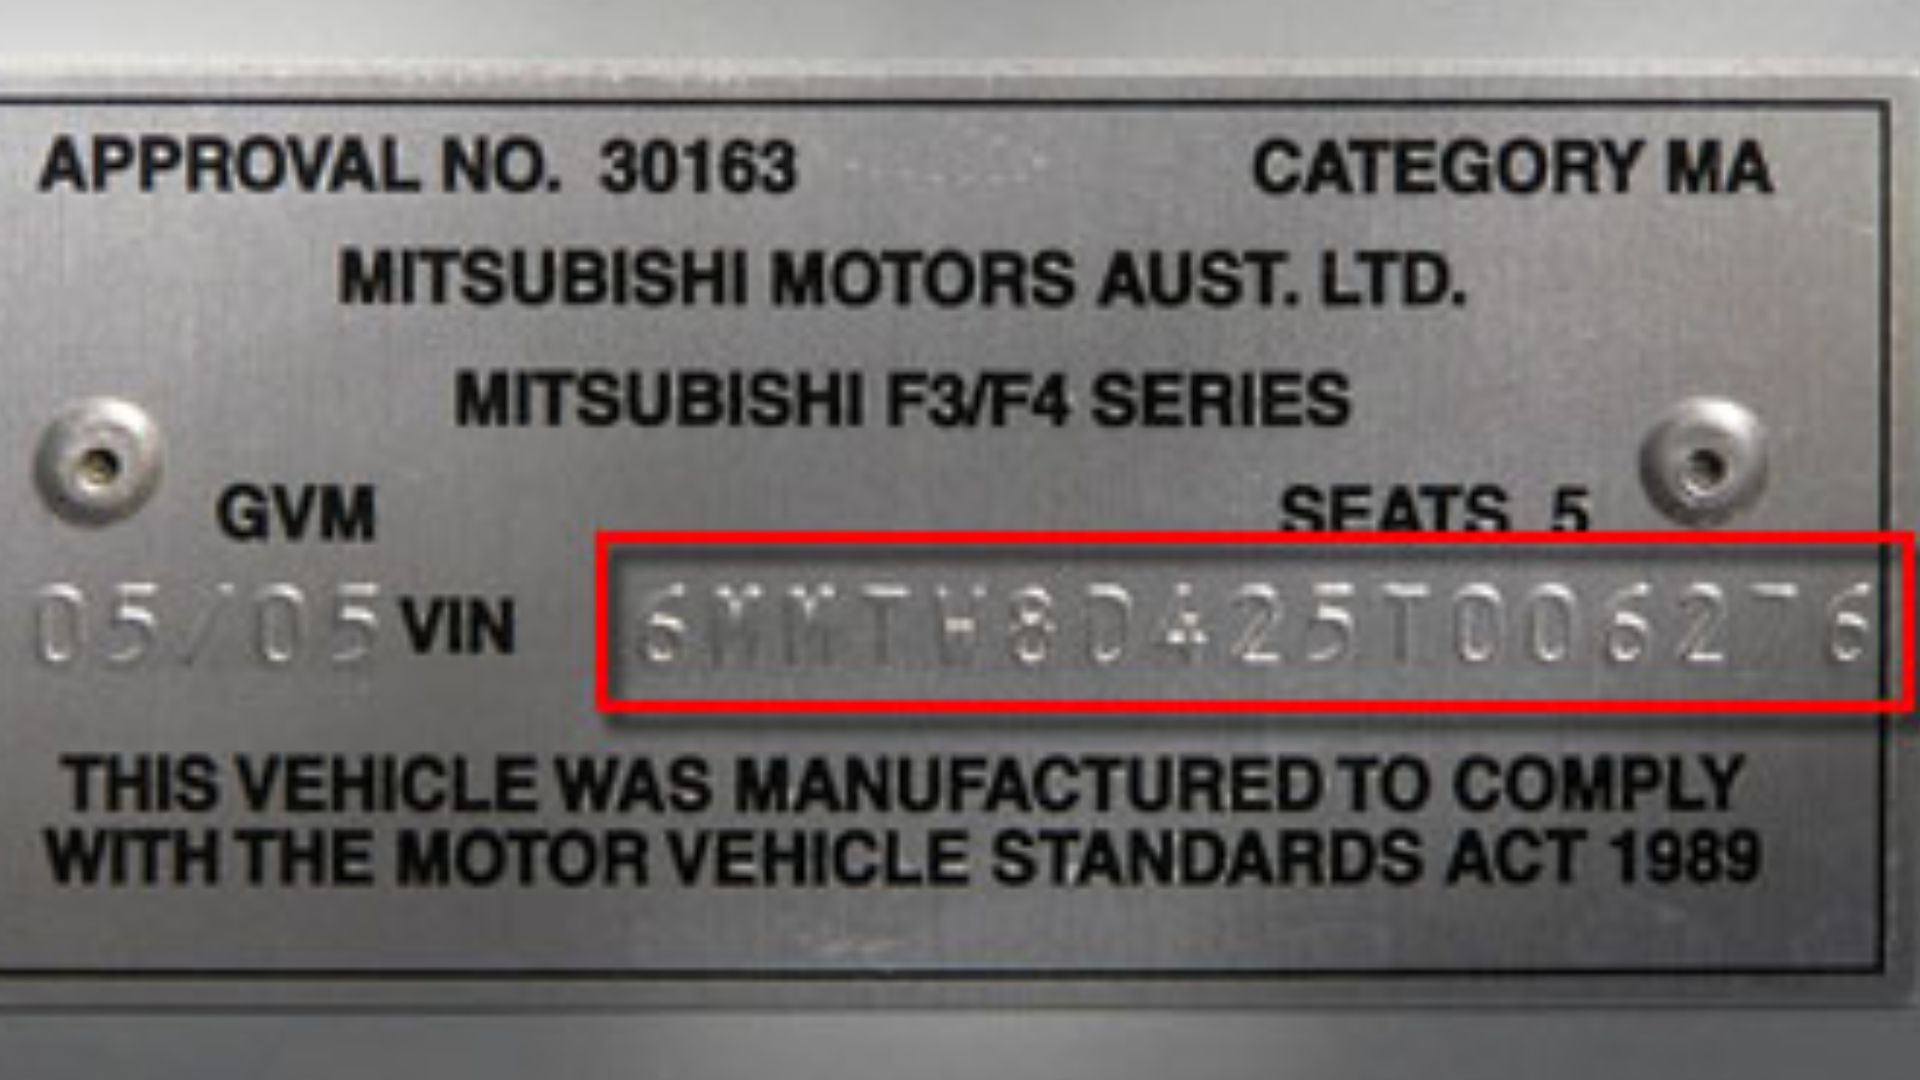 APPROVAL NO. 30163 CATEGORY MA
MITSUBISHI MOTORS AUST. LTD.
MITSUBISHI F3/F4 SERIES
GVM SEATS 5
05/05 VIN 6MMTW8D425T006276
THIS VEHICLE WAS MANUFACTURED TO COMPLY
WITH THE MOTOR VEHICLE STANDARDS ACT 1989